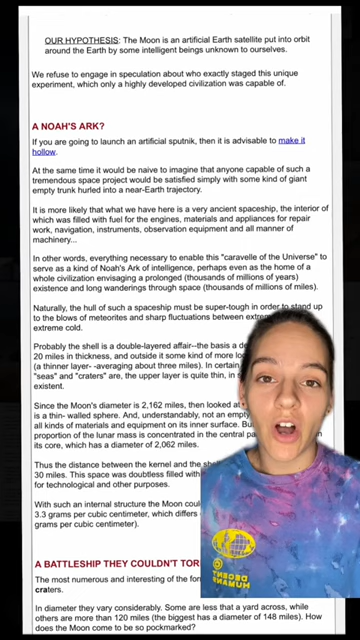 OUR HYPOTHESIS: The Moon is an artificial Earth satellite put into orbit
around the Earth by some intelligent beings unknown to ourselves.
We refuse to engage in speculation about who exactly staged this unique
experiment, which only a highly developed civilization was capable of.
A NOAH'S ARK?
If you are going to launch an artificial sputnik, then it is advisable to make it
hollow.
At the same time it would be naive to imagine that anyone capable of such a
tremendous space project would be satisfied simply with some kind of giant
empty trunk hurled into a near-Earth trajectory.
It is more likely that what we have here is a very ancient spaceship, the interior of
which was filled with fuel for the engines, materials and appliances for repair
work, navigation, instruments, observation equipment and all manner of
machinery...
In other words, everything necessary to enable this "caravelle of the Universe" to
serve as a kind of Noah's Ark of intelligence, perhaps even as the home of a
whole civilization envisaging a prolonged (thousands of millions of years)
existence and long wanderings through space (thousands of millions of miles).
Naturally, the hull of such a spaceship must be super-tough in order to stand up
to the blows of meteorites and sharp fluctuations between extreme
extreme cold.
Probably the shell is a double-layered affair--the basis a de
20 miles in thickness, and outside it some kind of more lo
(a thinner layer- -averaging about three miles). In certain
"seas" and "craters" are, the upper layer is quite thin, in
existent.
Since the Moon's diameter is 2,162 miles, then looked at
is a thin- walled sphere. And, understandably, not an empty
all kinds of materials and equipment on its inner surface. Bu
proportion of the lunar mass is concentrated in the central pa
its core, which has a diameter of 2,062 miles.
Thus the distance between the kernel and the she
30 miles. This space was doubtless filled with
for technological and other purposes.
With such an internal structure the Moon coul
3.3 grams per cubic centimeter, which differs
grams per cubic centimeter).
A BATTLESHIP THEY COULDN'T TOR
The most numerous and interesting of the for
craters.
In diameter they vary considerably. Some are less that a yard across, while
others are more than 120 miles (the biggest has a diameter of 148 miles). How
does the Moon come to be so pockmarked?
DSCENT
HUMANS